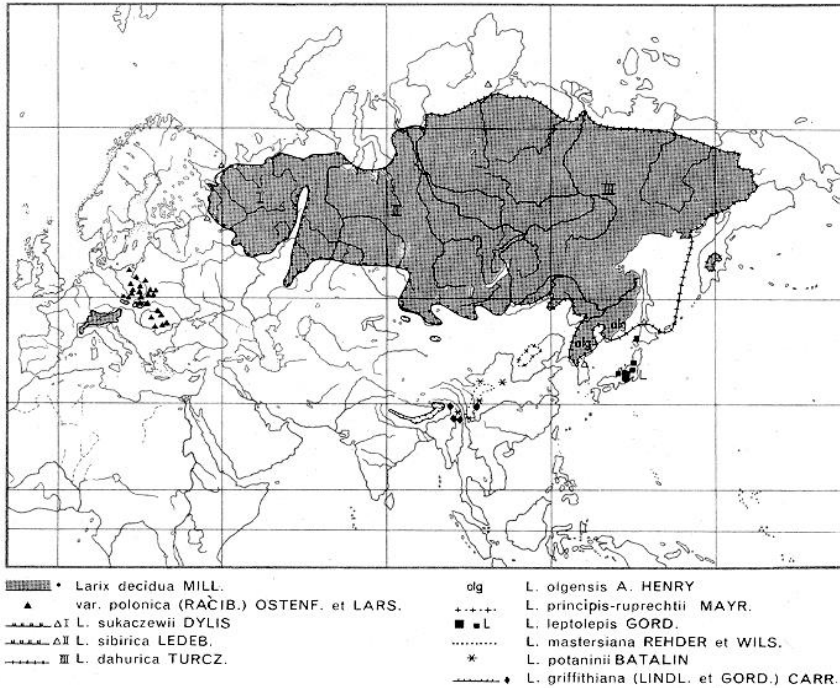 I
II
III
olg
olg
L
Larix decidua MILL.
var. polonica (RACIB.) OSTENF. et LARS.
I L. sukaczewii DYLIS
II L. sibirica LEDEB.
III L. dahurica TURCZ.
olg L. olgensis A. HENRY
L. principis-ruprechtii MAYR.
L L. leptolepis GORD.
L. mastersiana REHDER et WILS.
L. potaninii BATALIN
L. griffithiana (LINDL. et GORD.) CARR.